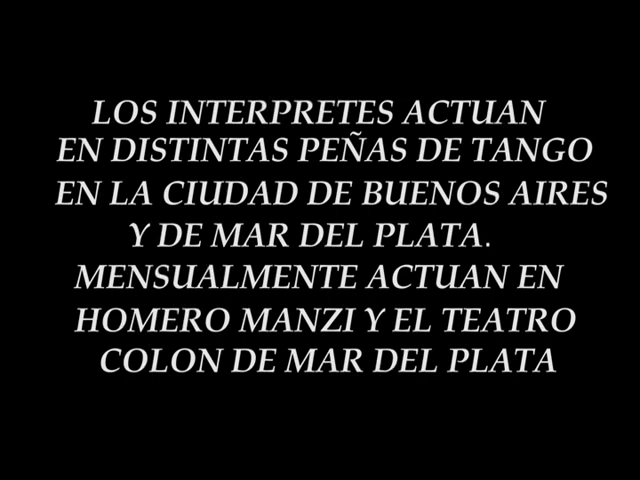 LOS INTERPRETES ACTUAN
EN DISTINTAS PEÑAS DE TANGO
EN LA CIUDAD DE BUENOS AIRES
Y DE MAR DEL PLATA.
MENSUALMENTE ACTUAN EN
HOMERO MANZI Y EL TEATRO
COLON DE MAR DEL PLATA